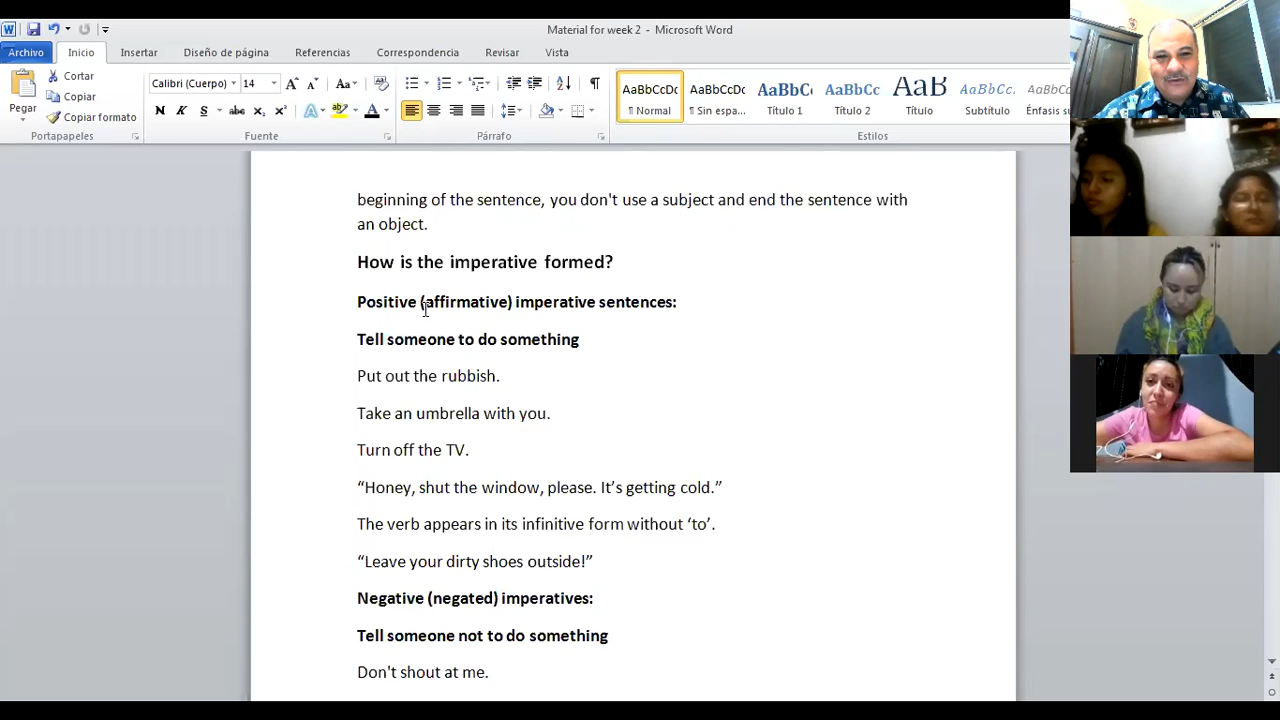 Material for week 2 - Microsoft Word
Archivo Inicio Insertar Diseño de página Referencias Correspondencia Revisar Vista
Pegar
Cortar
Copiar
Copiar formato
Portapapeles
Calibri (Cuerpo) 14
N K S abc x₂ x²
Fuente
Párrafo
AaBbCcDc AaBbCcDc AaBbC AaBbCc AaB AaBbCc. AaBbCc
¶ Normal ¶ Sin espa... Título 1 Título 2 Título Subtítulo Énfasis su
Estilos
beginning of the sentence, you don't use a subject and end the sentence with
an object.
How is the imperative formed?
Positive (affirmative) imperative sentences:
Tell someone to do something
Put out the rubbish.
Take an umbrella with you.
Turn off the TV.
“Honey, shut the window, please. It’s getting cold.”
The verb appears in its infinitive form without ‘to’.
“Leave your dirty shoes outside!”
Negative (negated) imperatives:
Tell someone not to do something
Don't shout at me.